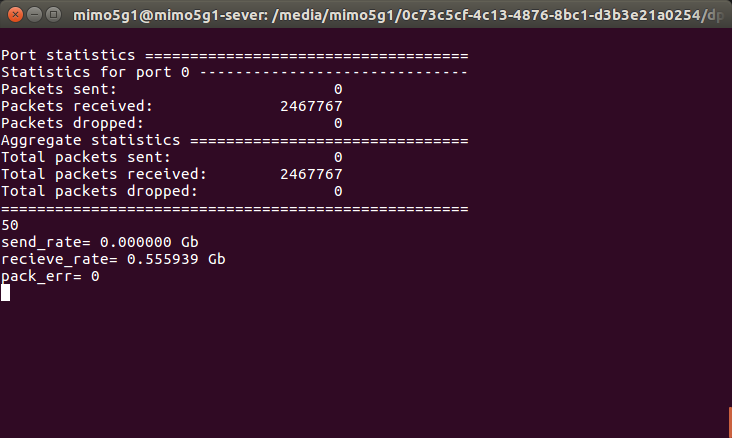 mimo5g1@mimo5g1-sever: /media/mimo5g1/0c73c5cf-4c13-4876-8bc1-d3b3e21a0254/dp
Port statistics ====================================
Statistics for port 0 ------------------------------
Packets sent:                        0
Packets received:              2467767
Packets dropped:                     0
Aggregate statistics ===============================
Total packets sent:                  0
Total packets received:        2467767
Total packets dropped:               0
====================================================
50
send_rate= 0.000000 Gb
recieve_rate= 0.555939 Gb
pack_err= 0